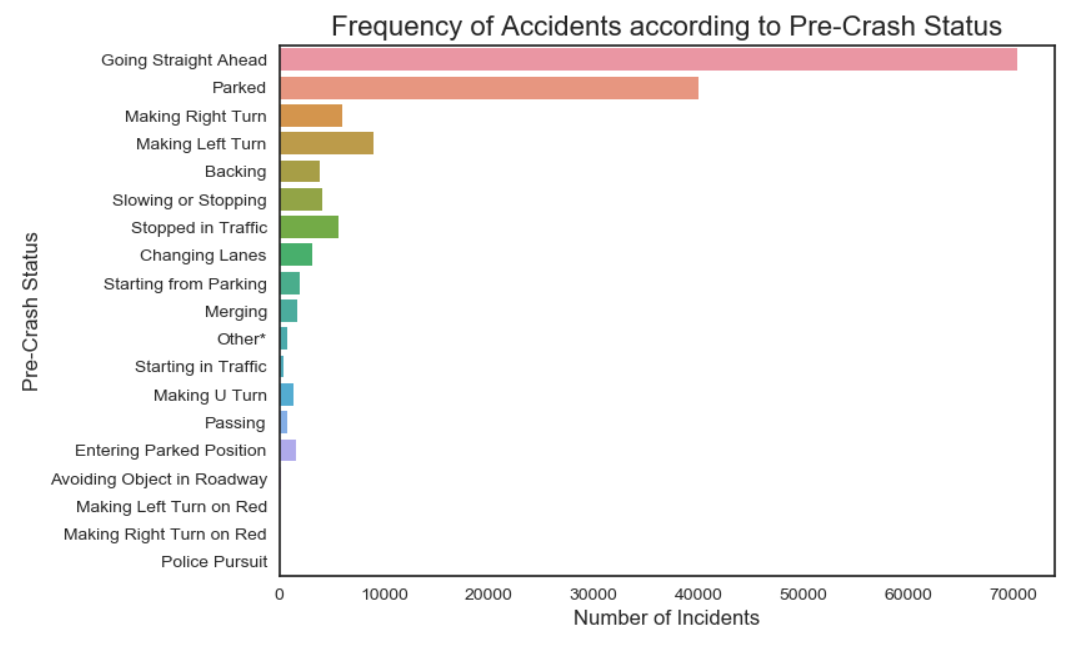 Frequency of Accidents according to Pre-Crash Status
Going Straight Ahead
Parked
Making Right Turn
Making Left Turn
Backing
Slowing or Stopping
Stopped in Traffic
Changing Lanes
Starting from Parking
Merging
Other*
Starting in Traffic
Making U Turn
Passing
Entering Parked Position
Avoiding Object in Roadway
Making Left Turn on Red
Making Right Turn on Red
Police Pursuit
Pre-Crash Status
0 10000 20000 30000 40000 50000 60000 70000
Number of Incidents